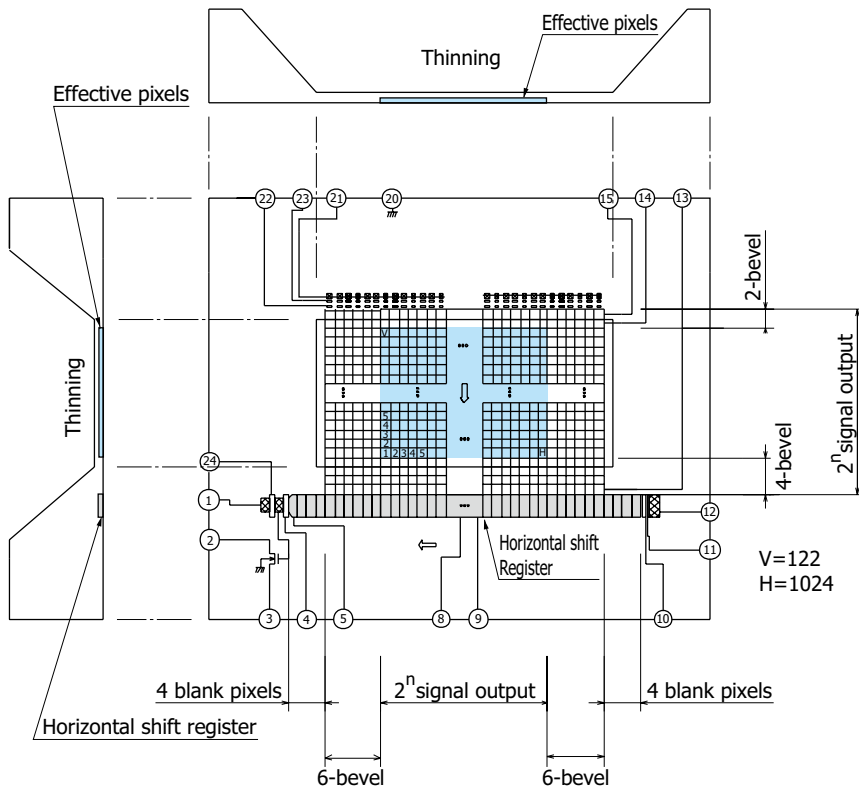 Effective pixels
Thinning
Effective pixels
22
23
21
20
15
14
13
2-bevel
Thinning
V
5
4
3
2
1 2 3 4 5
H
2ⁿ signal output
4-bevel
24
1
2
3
4
5
8
9
10
11
12
Horizontal shift
Register
V=122
H=1024
4 blank pixels
2ⁿ signal output
4 blank pixels
Horizontal shift register
6-bevel
6-bevel